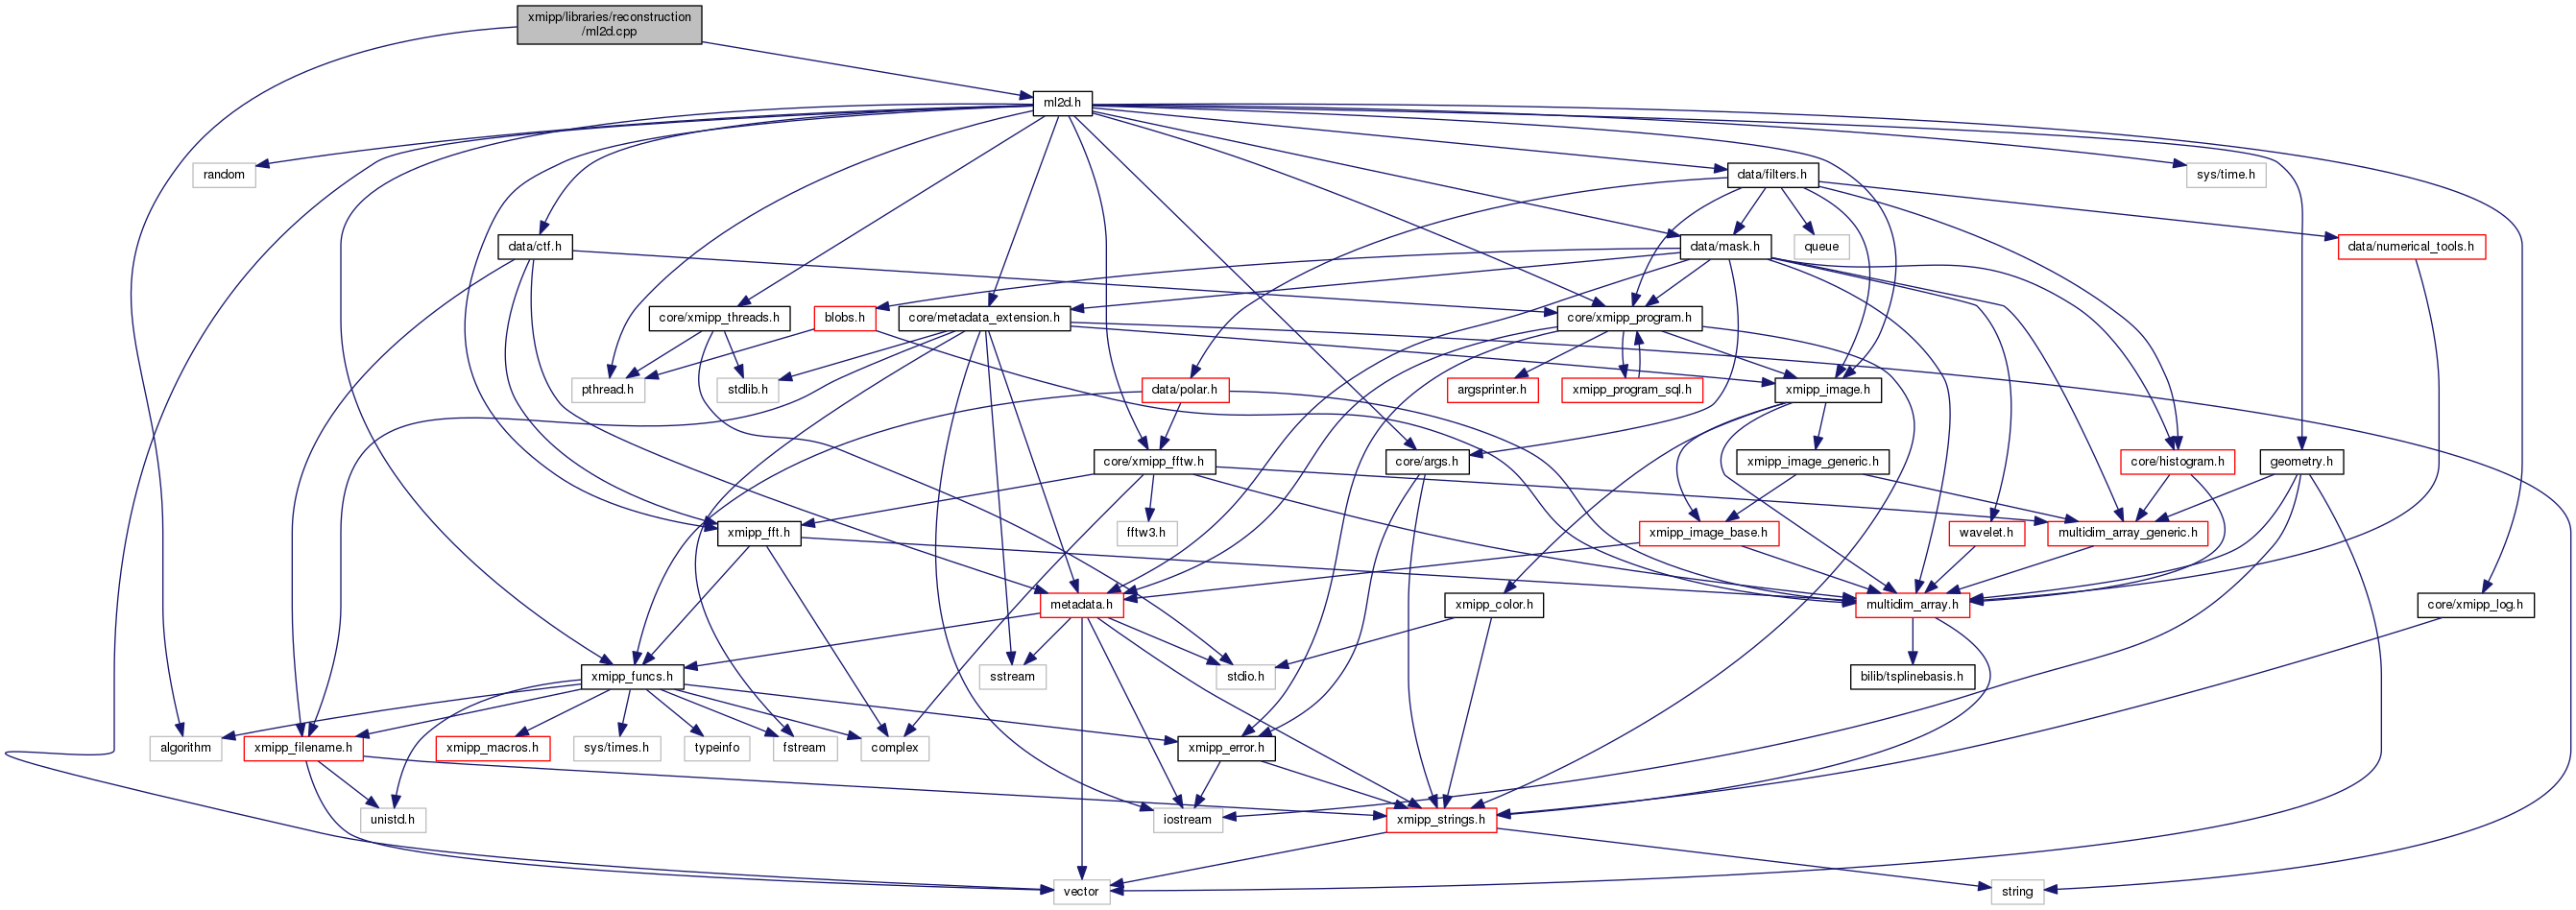 xmipp/libraries/reconstruction
/ml2d.cpp
ml2d.h
random
data/filters.h
sys/time.h
data/ctf.h
data/mask.h
queue
data/numerical_tools.h
core/xmipp_threads.h
blobs.h
core/metadata_extension.h
core/xmipp_program.h
pthread.h
stdlib.h
data/polar.h
argsprinter.h
xmipp_program_sql.h
xmipp_image.h
core/xmipp_fftw.h
core/args.h
xmipp_image_generic.h
core/histogram.h
geometry.h
xmipp_fft.h
fftw3.h
xmipp_image_base.h
wavelet.h
multidim_array_generic.h
metadata.h
xmipp_color.h
multidim_array.h
core/xmipp_log.h
xmipp_funcs.h
sstream
stdio.h
bilib/tsplinebasis.h
algorithm
xmipp_filename.h
xmipp_macros.h
sys/times.h
typeinfo
fstream
complex
xmipp_error.h
unistd.h
iostream
xmipp_strings.h
vector
string